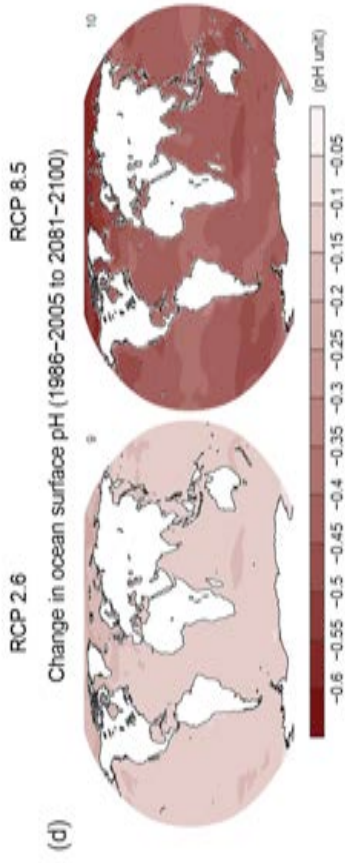 RCP 2.6 RCP 8.5
(d) Change in ocean surface pH (1986−2005 to 2081−2100)
9 10
−0.6 −0.55 −0.5 −0.45 −0.4 −0.35 −0.3 −0.25 −0.2 −0.15 −0.1 −0.05 (pH unit)